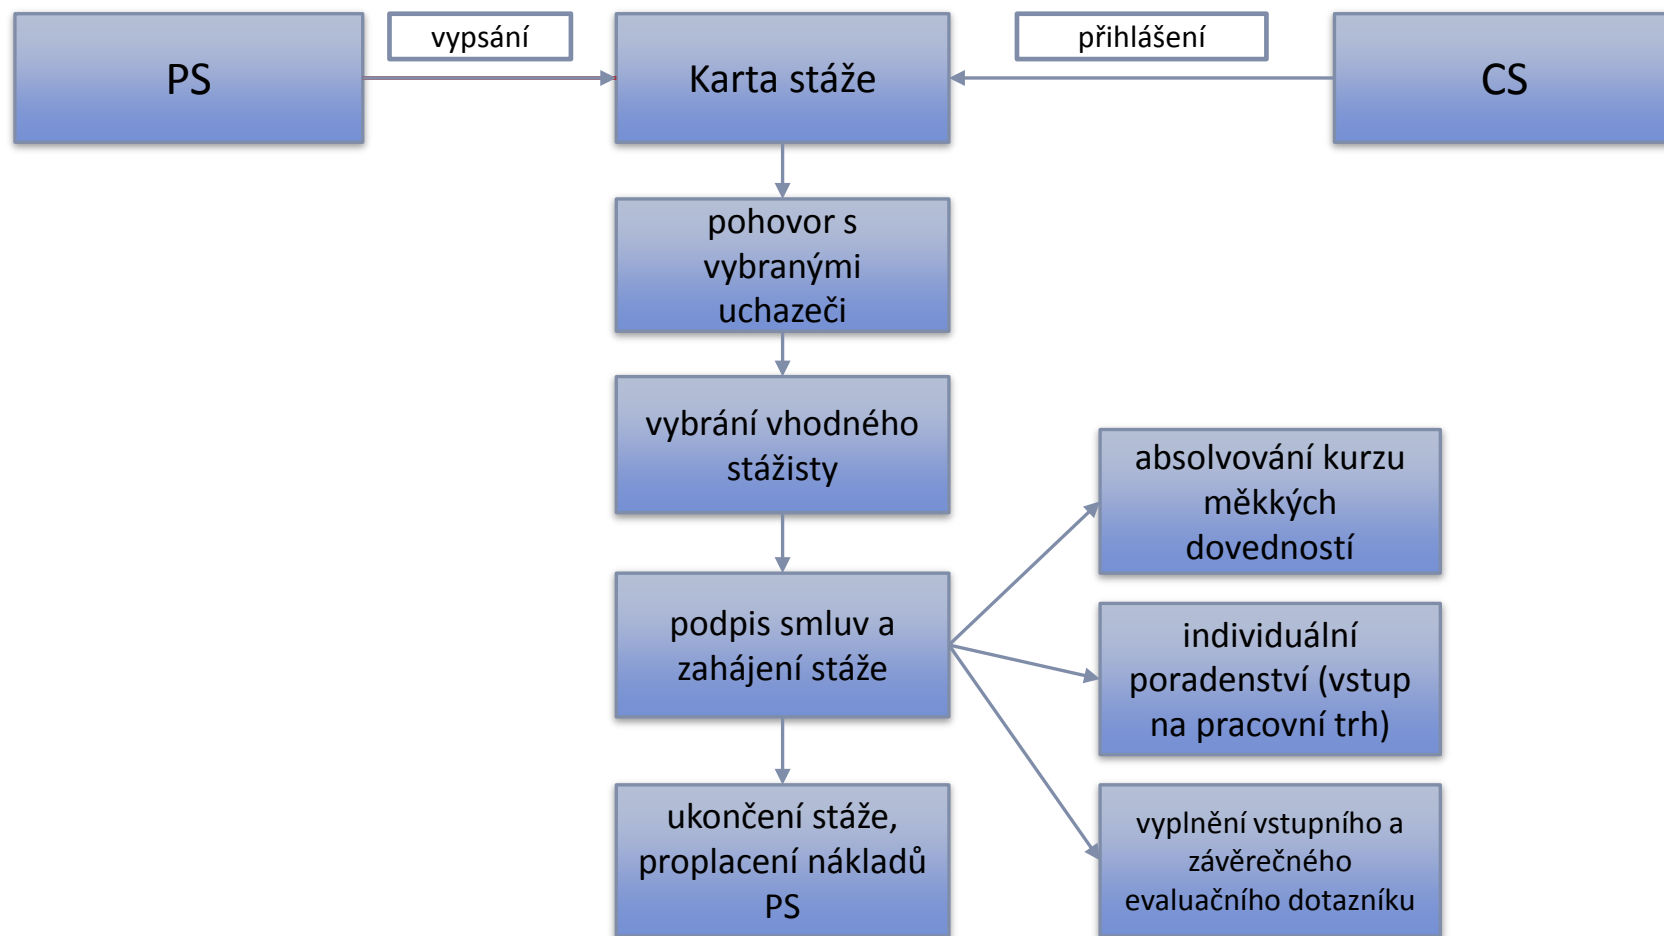 PS
vypsání
Karta stáže
přihlášení
CS
pohovor s
vybranými
uchazeči
vybrání vhodného
stážisty
podpis smluv a
zahájení stáže
ukončení stáže,
proplacení nákladů
PS
absolvování kurzu
měkkých
dovedností
individuální
poradenství (vstup
na pracovní trh)
vyplnění vstupního a
závěrečného
evaluačního dotazníku